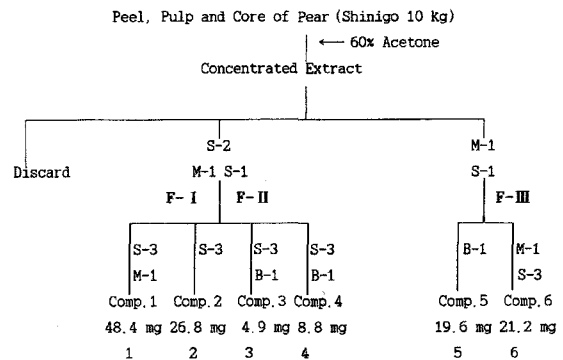 Peel, Pulp and Core of Pear (Shinigo 10 Kg)
← 60% Acetone
Concentrated Extract
S-2 M-1
Discard M-1 S-1 S-1
F-I F-II F-III
S-3 S-3 S-3 S-3 B-1 M-1
M-1 B-1 B-1 S-3
Comp.1 Comp.2 Comp.3 Comp.4 Comp.5 Comp.6
48.4 mg 26.8 mg 4.9 mg 8.8 mg 19.6 mg 21.2 mg
1 2 3 4 5 6